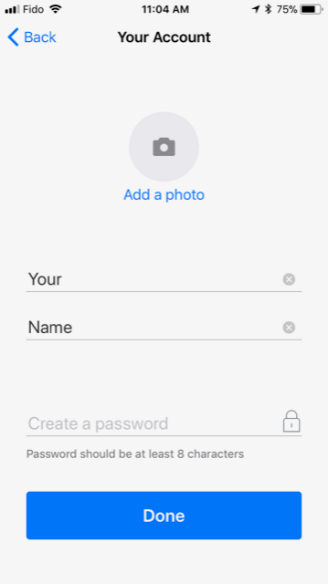 Fido 11:04 AM 75%
Back Your Account
Add a photo
Your
Name
Create a password
Password should be at least 8 characters
Done